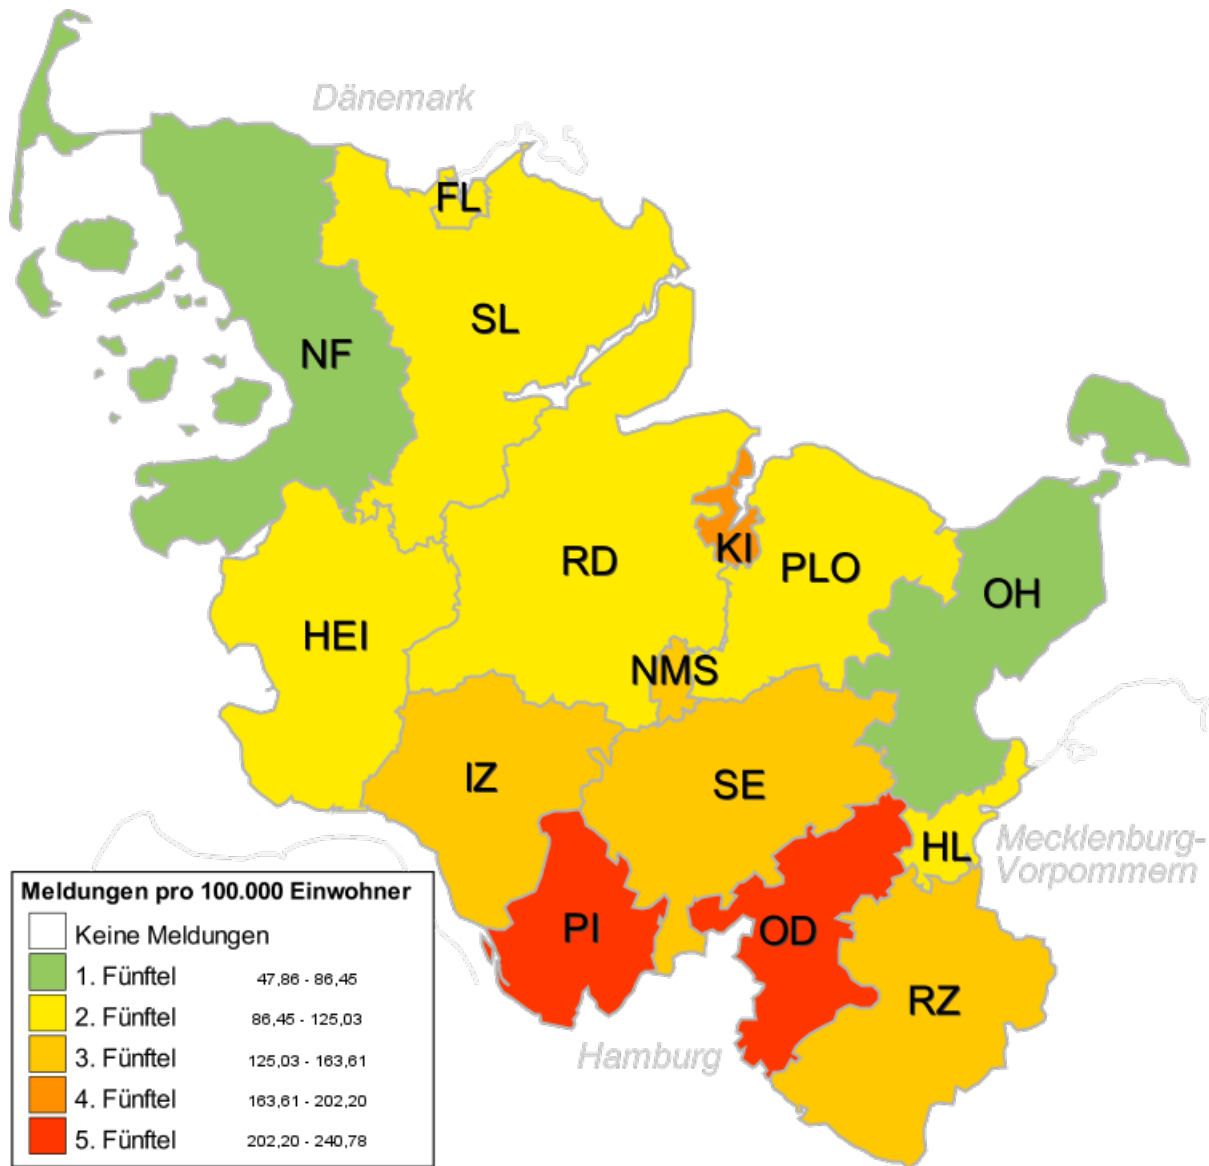 Dänemark
FL
SL
NF
RD
KI
PLO
OH
HEI
NMS
IZ
SE
HL
Mecklenburg-
Vorpommern
PI
OD
RZ
Hamburg
Meldungen pro 100.000 Einwohner
Keine Meldungen
1. Fünftel 47,86 - 86,45
2. Fünftel 86,45 - 125,03
3. Fünftel 125,03 - 163,61
4. Fünftel 163,61 - 202,20
5. Fünftel 202,20 - 240,78